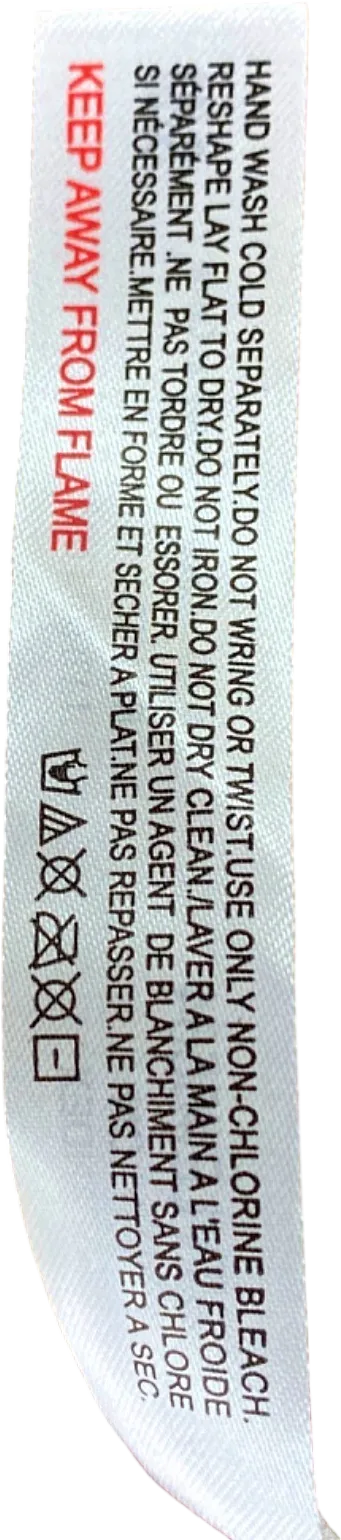 HAND WASH COLD SEPARATELY.DO NOT WRING OR TWIST.USE ONLY NON-CHLORINE BLEACH.
RESHAPE LAY FLAT TO DRY.DO NOT IRON.DO NOT DRY CLEAN./LAVER A LA MAIN A L'EAU FROIDE
SÉPARÉMENT .NE PAS TORDRE OU ESSORER. UTILISER UN AGENT DE BLANCHIMENT SANS CHLORE
SI NÉCESSAIRE.METTRE EN FORME ET SECHER A PLAT.NE PAS REPASSER.NE PAS NETTOYER A SEC.
KEEP AWAY FROM FLAME